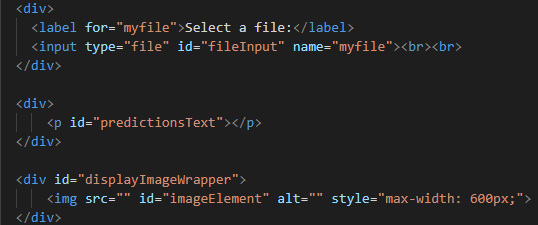 <div>
<label for="myfile">Select a file:</label>
<input type="file" id="fileInput" name="myfile"><br><br>
</div>
<div>
<p id="predictionsText"></p>
</div>
<div id="displayImageWrapper">
<img src="" id="imageElement" alt="" style="max-width: 600px;">
</div>